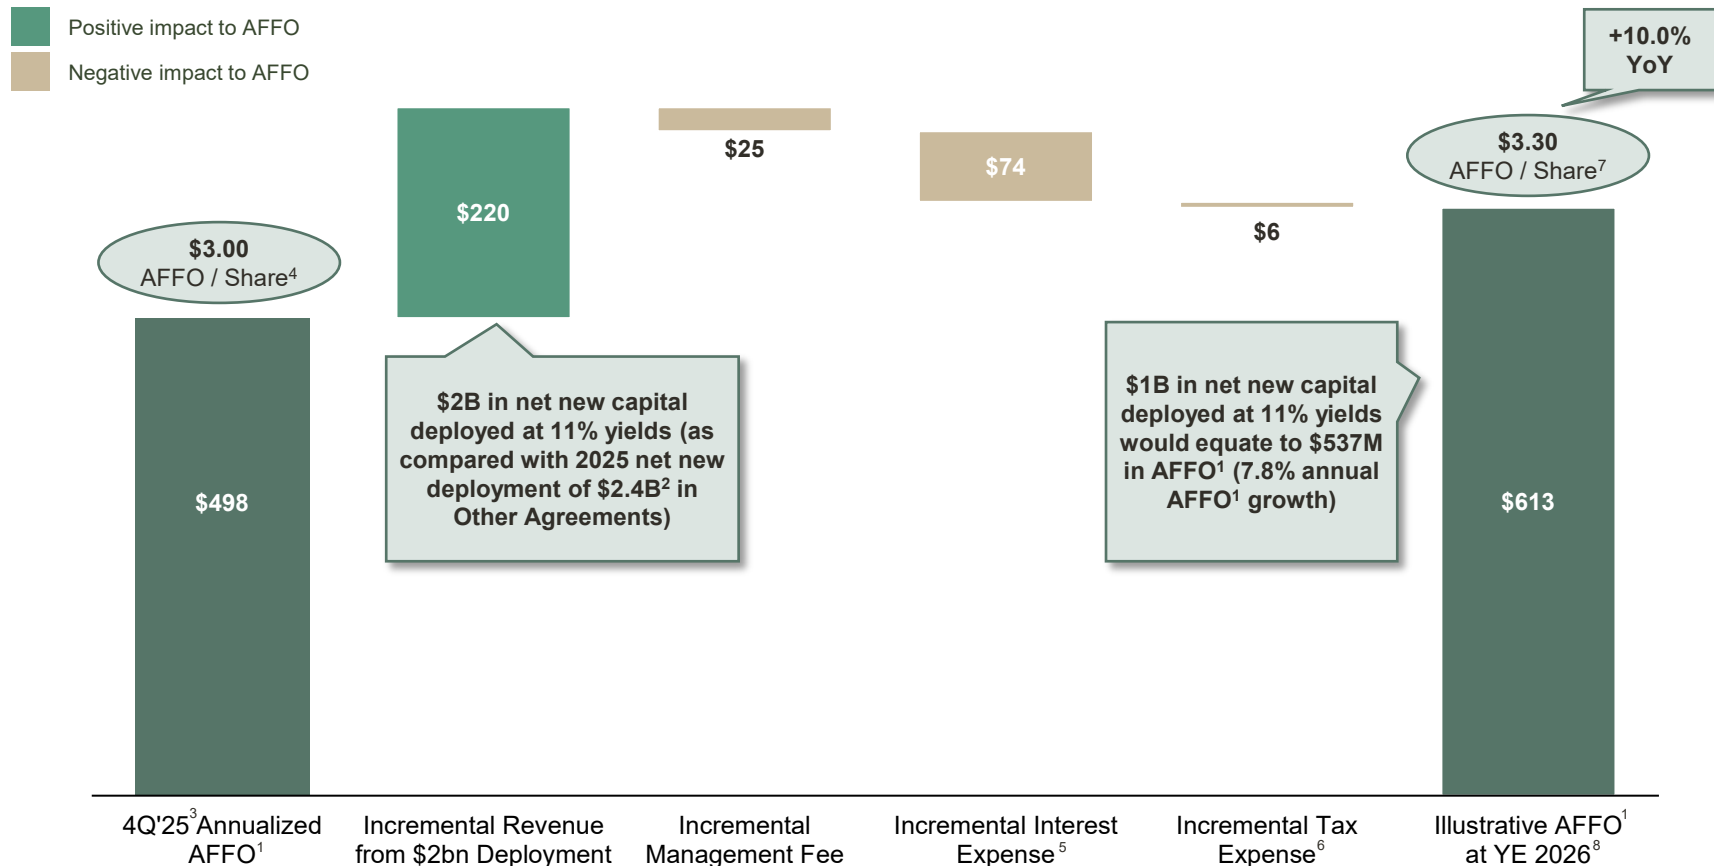 Positive impact to AFFO
Negative impact to AFFO
+10.0%
YoY
$3.00
AFFO / Share4
$220
$25
$74
$6
$3.30
AFFO / Share7
$498
$2B in net new capital
deployed at 11% yields (as
compared with 2025 net new
deployment of $2.4B2 in
Other Agreements)
$1B in net new capital
deployed at 11% yields
would equate to $537M
in AFFO1 (7.8% annual
AFFO1 growth)
$613
4Q'253Annualized
AFFO1
Incremental Revenue
from $2bn Deployment
Incremental
Management Fee
Incremental Interest
Expense5
Incremental Tax
Expense6
Illustrative AFFO1
at YE 20268